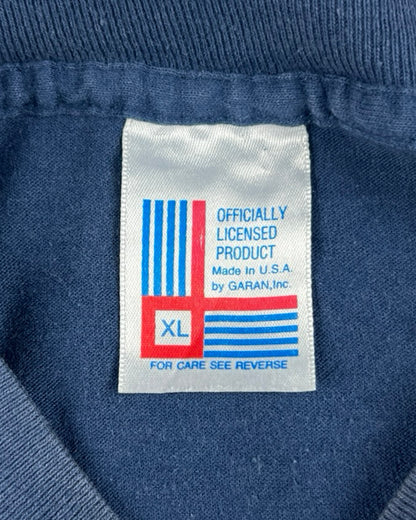 OFFICIALLY
LICENSED
PRODUCT
Made in U.S.A.
by GARAN,Inc.
XL
FOR CARE SEE REVERSE